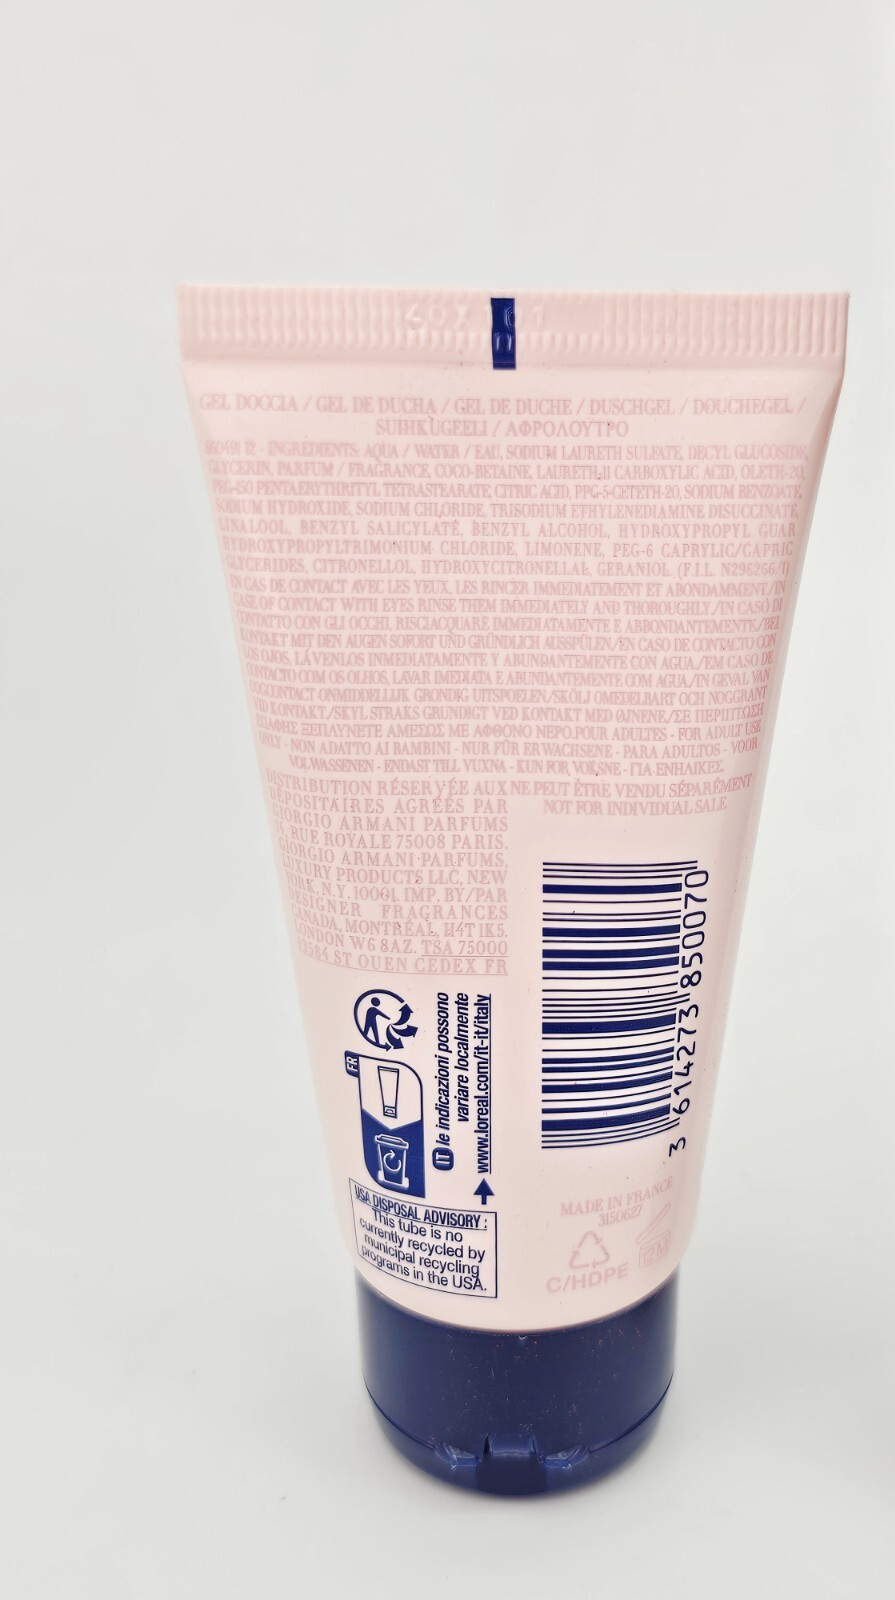 40X 01
GEL DOCCIA / GEL DE DUCHA / GEL DE DUCHE / DUSCHGEL / DOUCHEGEL /
SUIHKUGEELI / ΑΦΡΟΛΟΥΤΡΟ
960491 12 - INGREDIENTS: AQUA / WATER / EAU, SODIUM LAURETH SULFATE, DECYL GLUCOSIDE,
GLYCERIN, PARFUM / FRAGRANCE, COCO-BETAINE, LAURETH-11 CARBOXYLIC ACID, OLETH-20,
PEG-150 PENTAERYTHRITYL TETRASTEARATE, CITRIC ACID, PPG-5-CETETH-20, SODIUM BENZOATE,
SODIUM HYDROXIDE, SODIUM CHLORIDE, TRISODIUM ETHYLENEDIAMINE DISUCCINATE,
LINALOOL, BENZYL SALICYLATE, BENZYL ALCOHOL, HYDROXYPROPYL GUAR
HYDROXYPROPYLTRIMONIUM CHLORIDE, LIMONENE, PEG-6 CAPRYLIC/CAPRIC
GLYCERIDES, CITRONELLOL, HYDROXYCITRONELLAL, GERANIOL. (F.I.L. N296266/1)
EN CAS DE CONTACT AVEC LES YEUX, LES RINCER IMMEDIATEMENT ET ABONDAMMENT/IN
CASE OF CONTACT WITH EYES RINSE THEM IMMEDIATELY AND THOROUGHLY/IN CASO DI
CONTATTO CON GLI OCCHI, RISCIACQUARE IMMEDIATAMENTE E ABBONDANTEMENTE/BEI
KONTAKT MIT DEN AUGEN SOFORT UND GRÜNDLICH AUSSPÜLEN/EN CASO DE CONTACTO CON
LOS OJOS, LÁVENLOS INMEDIATAMENTE Y ABUNDANTEMENTE CON AGUA/EM CASO DE
CONTACTO COM OS OLHOS, LAVAR IMEDIATA E ABUNDANTEMENTE COM AGUA/IN GEVAL VAN
OOGCONTACT ONMIDDELLIJK GRONDIG UITSPOELEN/SKÖLJ OMEDELBART OCH NOGGRANT
VED KONTAKT/SKYL STRAKS GRUNDIGT VED KONTAKT MED ØJNENE/ΣΕ ΠΕΡΙΠΤΩΣΗ
ΕΠΑΦΗΣ ΞΕΠΛΥΝΕΤΕ ΑΜΕΣΩΣ ΜΕ ΑΦΘΟΝΟ ΝΕΡΟ.POUR ADULTES - FOR ADULT USE
ONLY - NON ADATTO AI BAMBINI - NUR FÜR ERWACHSENE - PARA ADULTOS - VOOR
VOLWASSENEN - ENDAST TILL VUXNA - KUN FOR VOKSNE - ΓΙΑ ΕΝΗΛΙΚΕΣ.
DISTRIBUTION RÉSERVÉE AUX
DÉPOSITAIRES AGRÉÉS PAR
GIORGIO ARMANI PARFUMS
RUE ROYALE 75008 PARIS.
GIORGIO ARMANI PARFUMS,
LUXURY PRODUCTS LLC, NEW
YORK, N.Y. 10001. IMP. BY/PAR
DESIGNER FRAGRANCES
CANADA, MONTRÉAL, H4T 1K5.
LONDON W6 8AZ. TSA 75000
93584 ST OUEN CEDEX FR
NE PEUT ÊTRE VENDU SÉPARÉMENT
NOT FOR INDIVIDUAL SALE
3 614273 850070
FR
IT le indicazioni possono
variare localmente
www.loreal.com/it-it/italy
USA DISPOSAL ADVISORY :
This tube is no
currently recycled by
municipal recycling
programs in the USA.
MADE IN FRANCE
3150627
12M
C/HDPE